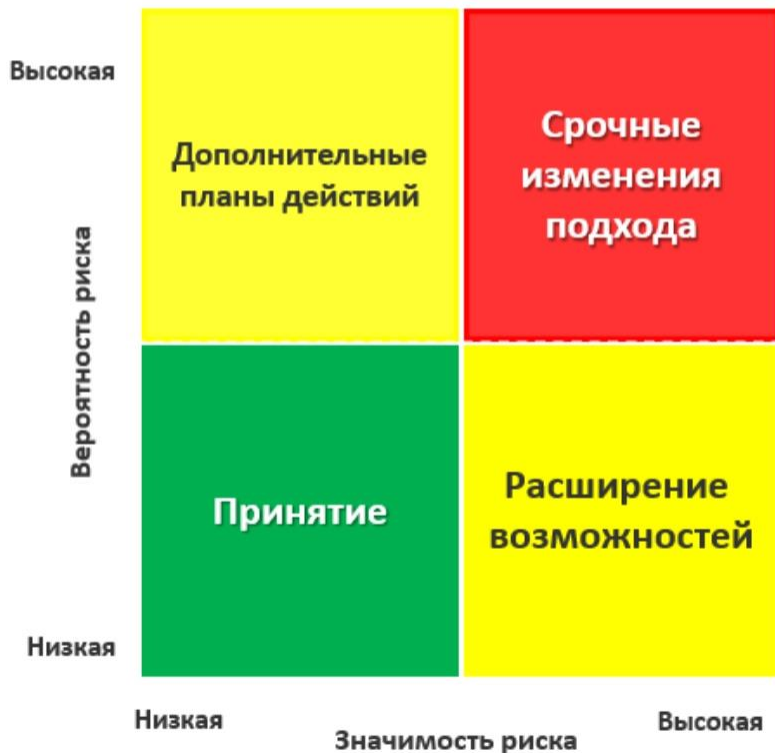 Высокая
Дополнительные
планы действий
Срочные
изменения
подхода
Вероятность риска
Принятие
Расширение
возможностей
Низкая
Низкая
Значимость риска
Высокая